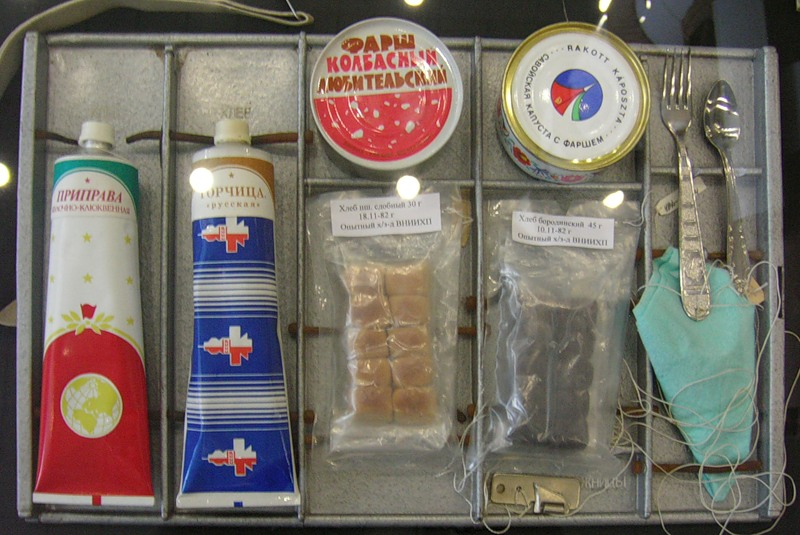 ПРИПРАВА
ГОРЧИЦА
«русская»
ФАРШ
КОЛБАСНЫЙ
ЛЮБИТЕЛЬСКИЙ
RAKOTT KÁPOSZTA
САВОЙСКАЯ КАПУСТА С ФАРШЕМ
Хлеб пш. сдобный 30 г
18.11-82 г
Опытный х/з-д ВНИИХП
Хлеб бородинский 45 г
10.11-82 г
Опытный х/з-д ВНИИХП